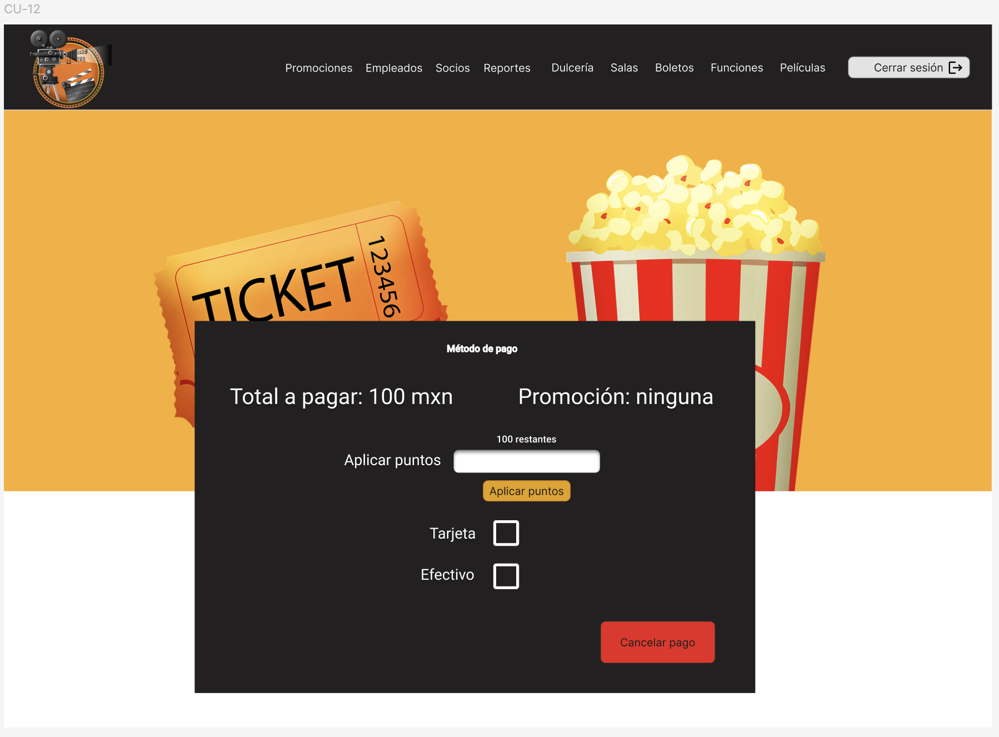 CU-12
CINE
VER
Promociones Empleados Socios Reportes Dulcería Salas Boletos Funciones Películas Cerrar sesión
TICKET
123456
Método de pago
Total a pagar: 100 mxn Promoción: ninguna
100 restantes
Aplicar puntos
Aplicar puntos
Tarjeta
Efectivo
Cancelar pago